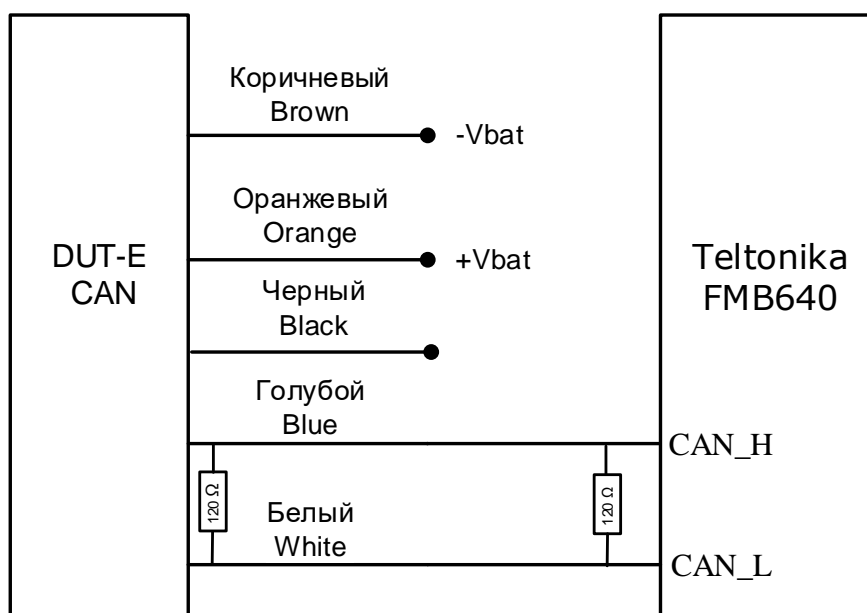 Коричневый
Brown
-Vbat
Оранжевый
Orange
+Vbat
DUT-E
CAN
Teltonika
FMB640
Черный
Black
Голубой
Blue
CAN_H
120 Ω
120 Ω
Белый
White
CAN_L